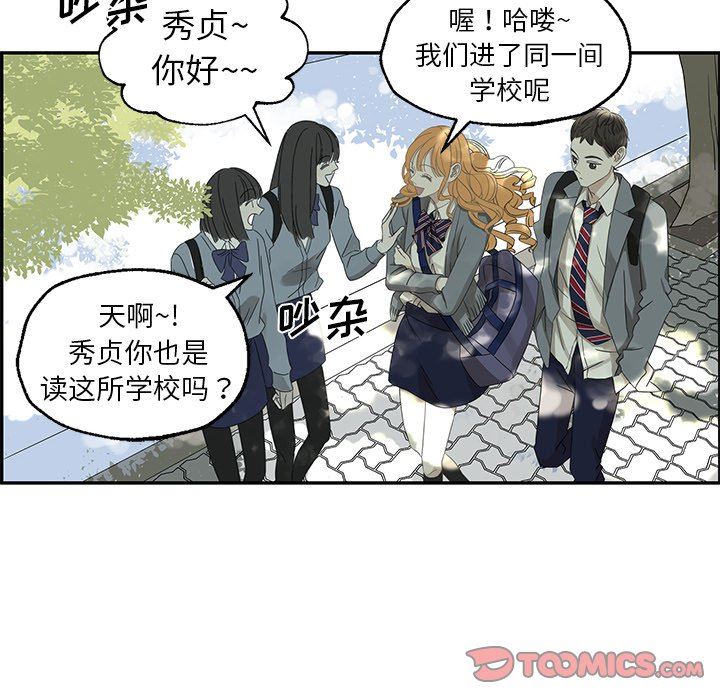 吵杂
秀贞~
你好~~
喔！哈喽~
我们进了同一间
学校呢
天啊~!
秀贞你也是
读这所学校吗？
吵杂
TOOMICS.COM